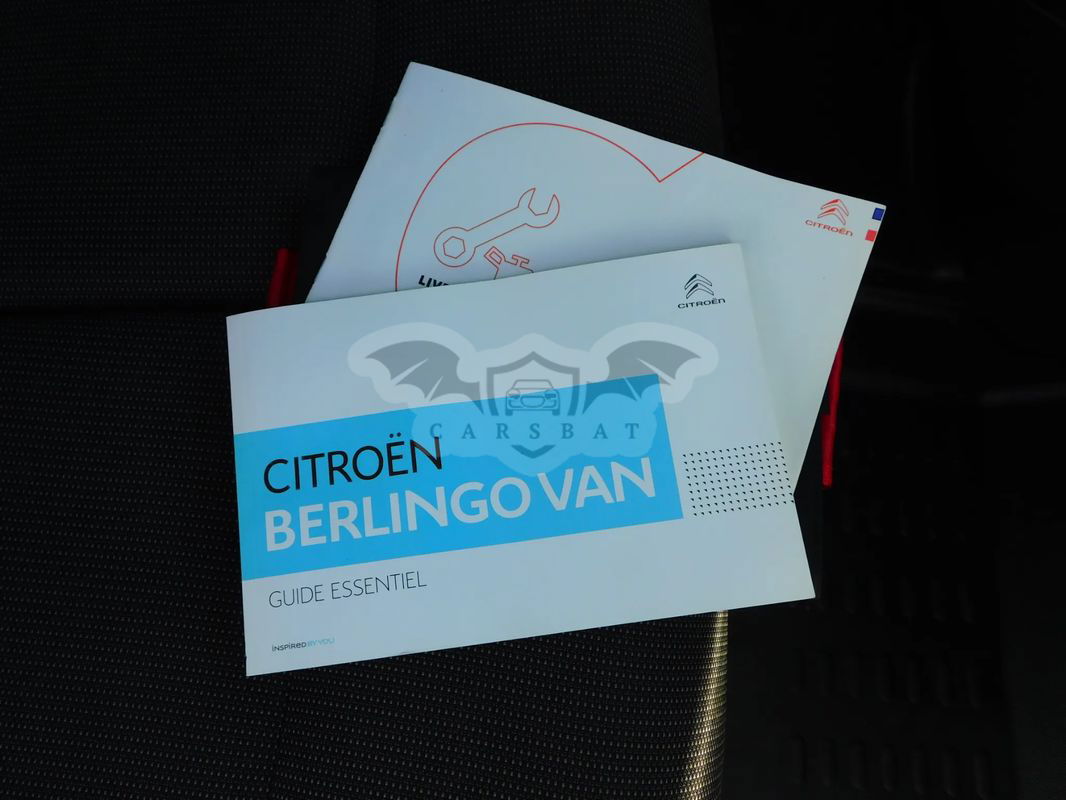 CITROËN
CITROËN
CARSBAT
CITROËN
BERLINGO VAN
GUIDE ESSENTIEL
INSPIRED BY YOU